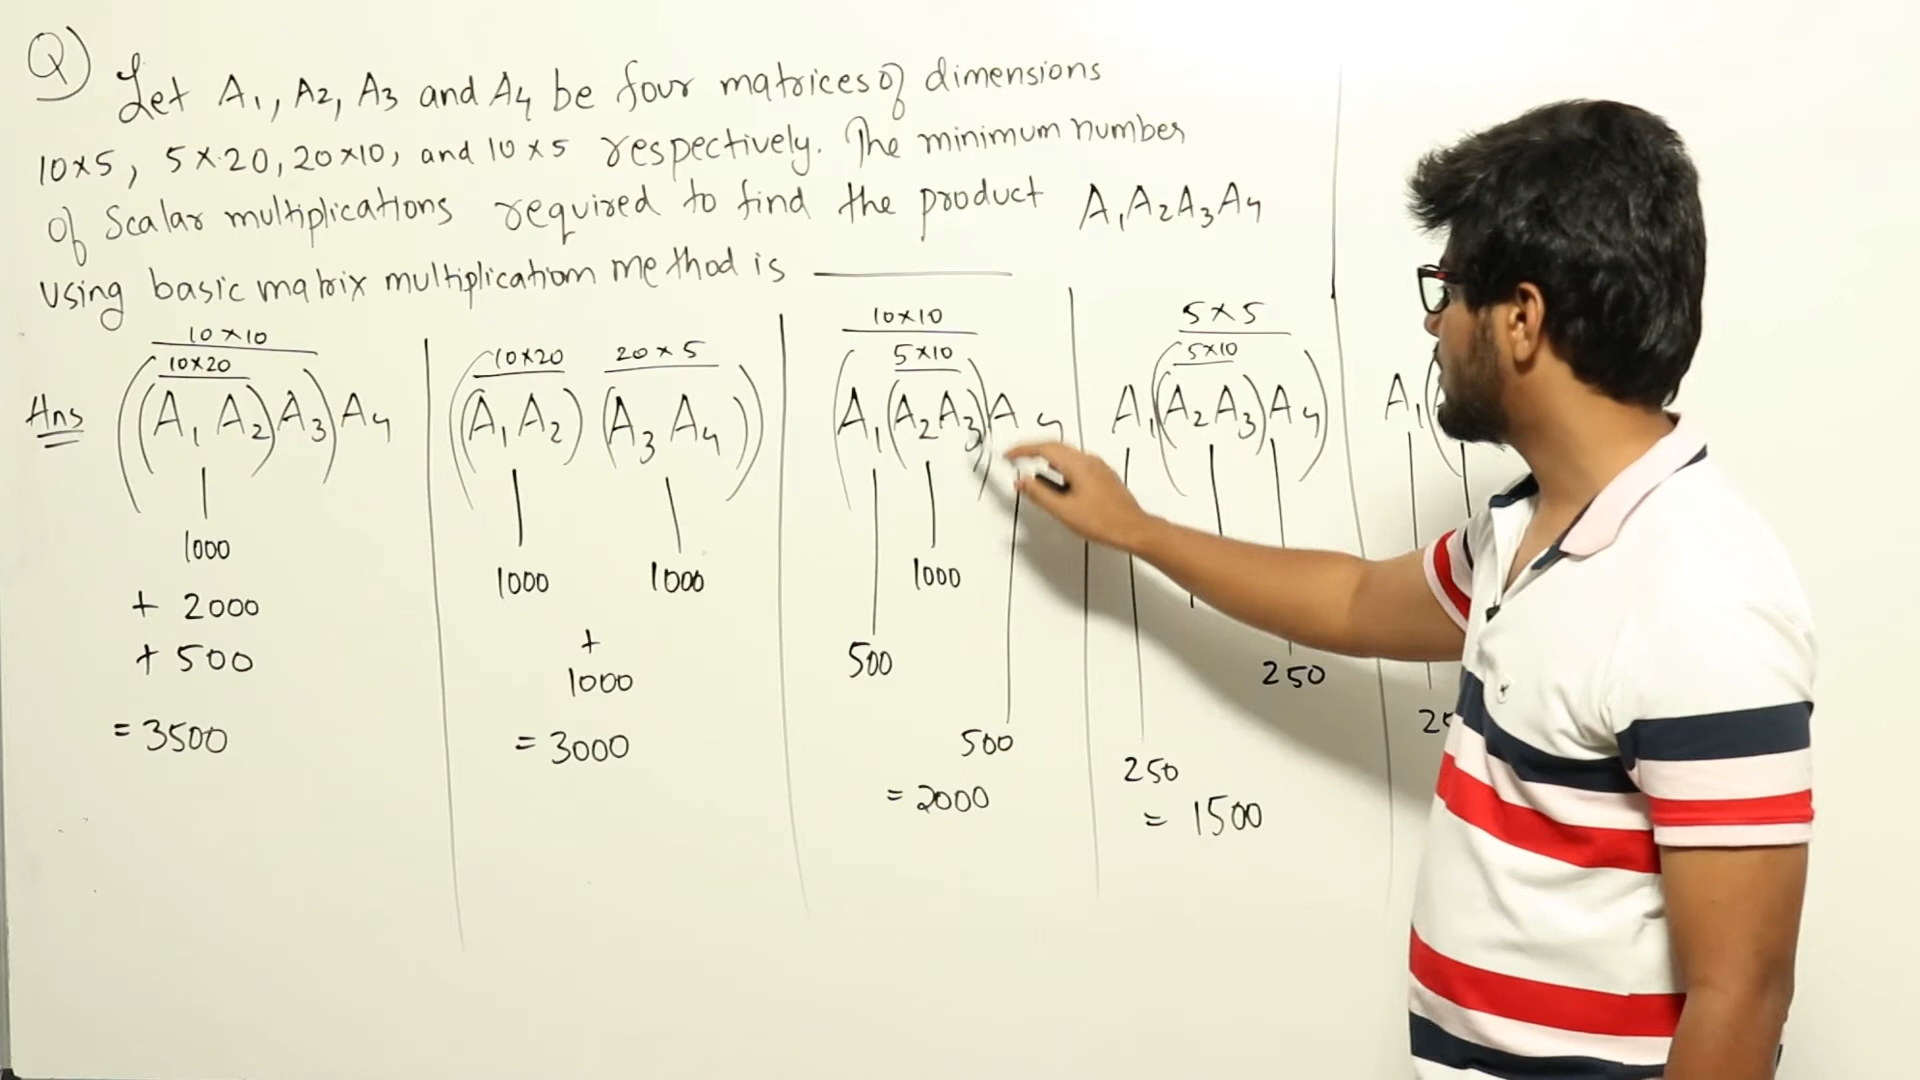 Q)
Let A1, A2, A3 and A4 be four matrices of dimensions
10×5, 5×20, 20×10, and 10×5 respectively. The minimum number
of Scalar multiplications required to find the product A1A2A3A4
using basic matrix multiplication method is ______
Ans
10×10
10×20
((A1 A2)A3)A4
1000
+ 2000
+ 500
= 3500
10×20 20×5
((A1A2) (A3 A4))
1000 1000
+
1000
= 3000
10×10
5×10
(A1(A2A3))A4
1000
500
500
= 2000
5×5
5×10
A1((A2A3)A4)
250
250
= 1500
A1(